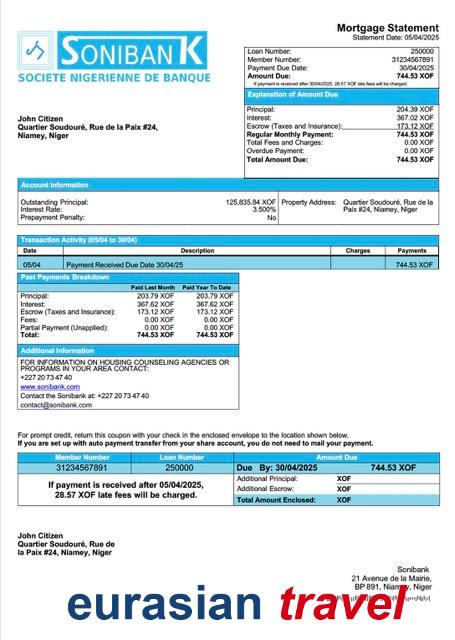 SONIBANK
SOCIETE NIGERIENNE DE BANQUE
Mortgage Statement
Statement Date: 05/04/2025
Loan Number: 250000
Member Number: 31234567891
Payment Due Date: 30/04/2025
Amount Due: 744.53 XOF
If payment is received after 30/04/2025, 28.57 XOF late fees will be charged.
Explanation of Amount Due
Principal: 204.39 XOF
Interest: 367.02 XOF
Escrow (Taxes and Insurance): 173.12 XOF
Regular Monthly Payment: 744.53 XOF
Total Fees and Charges: 0.00 XOF
Overdue Payment: 0.00 XOF
Total Amount Due: 744.53 XOF
John Citizen
Quartier Soudouré, Rue de la Paix #24,
Niamey, Niger
Account Information
Outstanding Principal: 125,835.84 XOF
Interest Rate: 3.500%
Prepayment Penalty: No
Property Address: Quartier Soudouré, Rue de la
Paix #24, Niamey, Niger
Transaction Activity (05/04 to 30/04)
Date Description Charges Payments
05/04 Payment Received Due Date 30/04/25 744.53 XOF
Past Payments Breakdown
Paid Last Month Paid Year To Date
Principal: 203.79 XOF 203.79 XOF
Interest: 367.62 XOF 367.62 XOF
Escrow (Taxes and Insurance): 173.12 XOF 173.12 XOF
Fees: 0.00 XOF 0.00 XOF
Partial Payment (Unapplied): 0.00 XOF 0.00 XOF
Total: 744.53 XOF 744.53 XOF
Additional Information
FOR INFORMATION ON HOUSING COUNSELING AGENCIES OR
PROGRAMS IN YOUR AREA CONTACT:
+227 20 73 47 40
www.sonibank.com
Contact the Sonibank at: +227 20 73 47 40
contact@sonibank.com
For prompt credit, return this coupon with your check in the enclosed envelope to the location shown below.
If you are set up with auto payment transfer from your share account, you do not need to mail your payment.
Member Number Loan Number Amount Due
31234567891 250000 Due By: 30/04/2025 744.53 XOF
If payment is received after 05/04/2025,
28.57 XOF late fees will be charged.
Additional Principal: XOF
Additional Escrow: XOF
Total Amount Enclosed: XOF
John Citizen
Quartier Soudouré, Rue de
la Paix #24, Niamey, Niger
Sonibank
21 Avenue de la Mairie,
BP 891, Niamey, Niger
eurasian travel